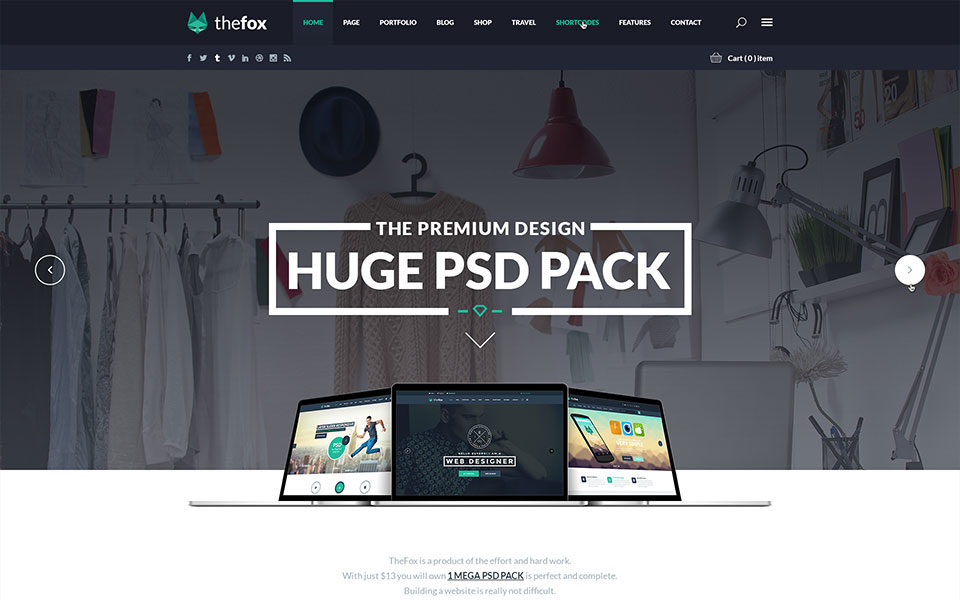 thefox
HOME PAGE PORTFOLIO BLOG SHOP TRAVEL SHORTCODES FEATURES CONTACT
Cart ( 0 ) item
THE PREMIUM DESIGN
HUGE PSD PACK
WEB DESIGNER
PSD
TheFox is a product of the effort and hard work.
With just $13 you will own 1 MEGA PSD PACK is perfect and complete.
Building a website is really not difficult.